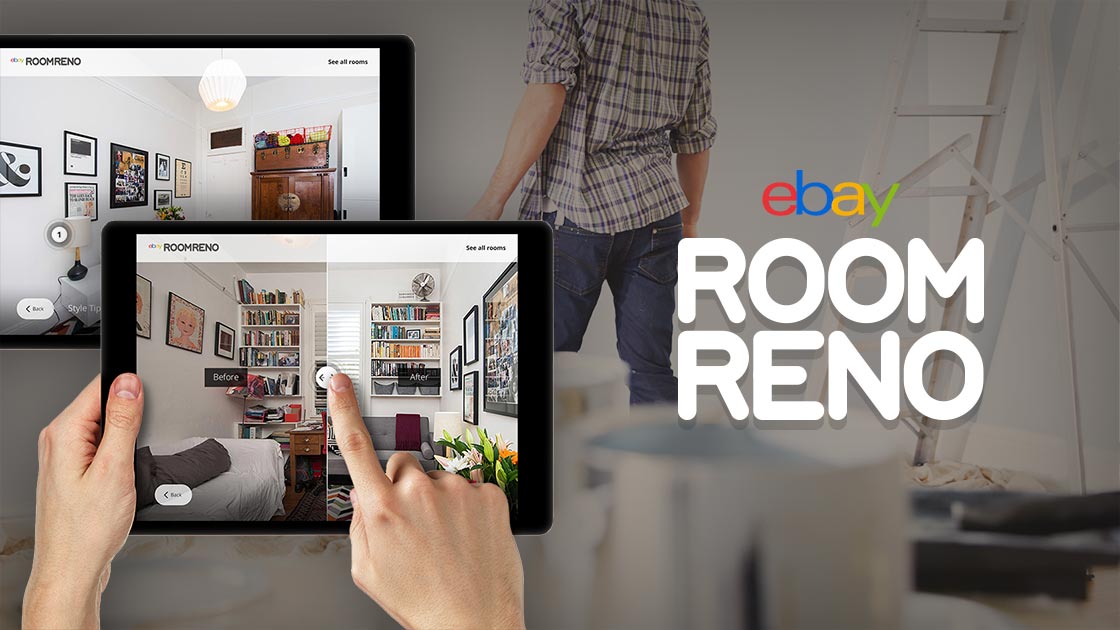 ebay ROOMRENO
See all rooms
&
1
Back
Style Tip
ebay ROOMRENO
See all rooms
Before
After
Back
ebay
ROOM
RENO